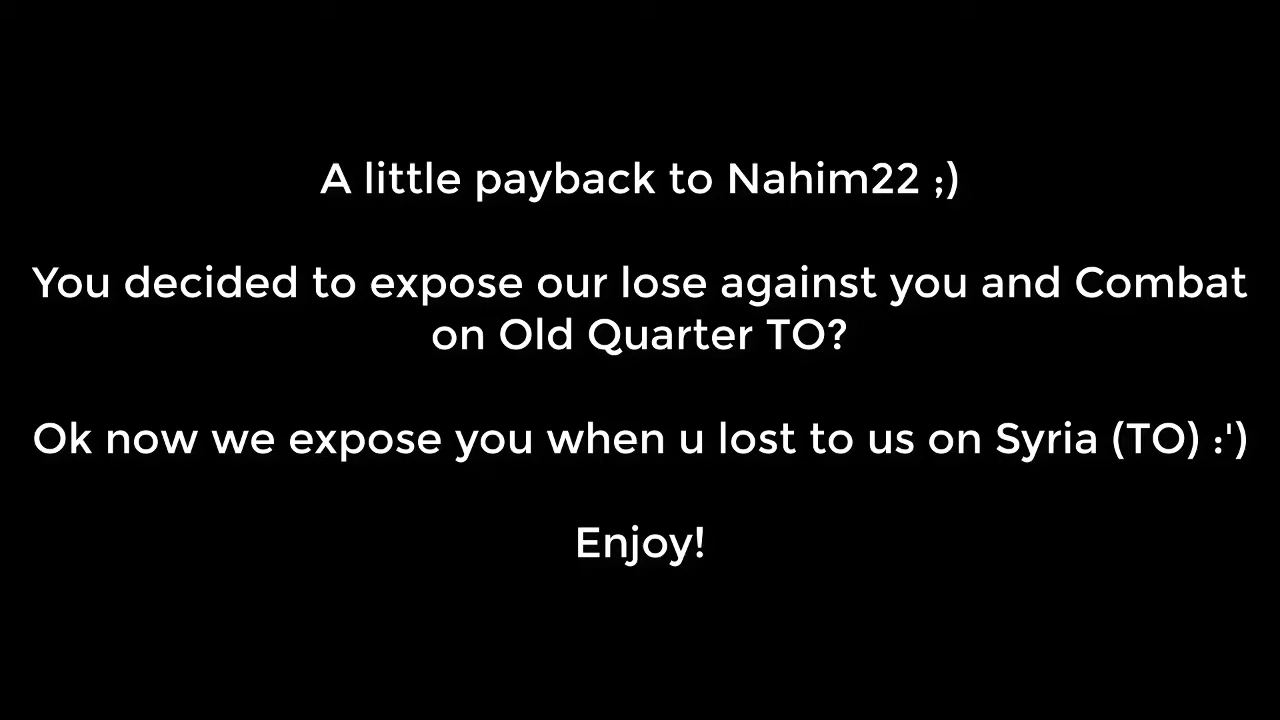 A little payback to Nahim22 ;)
You decided to expose our lose against you and Combat
on Old Quarter TO?
Ok now we expose you when u lost to us on Syria (TO) :')
Enjoy!